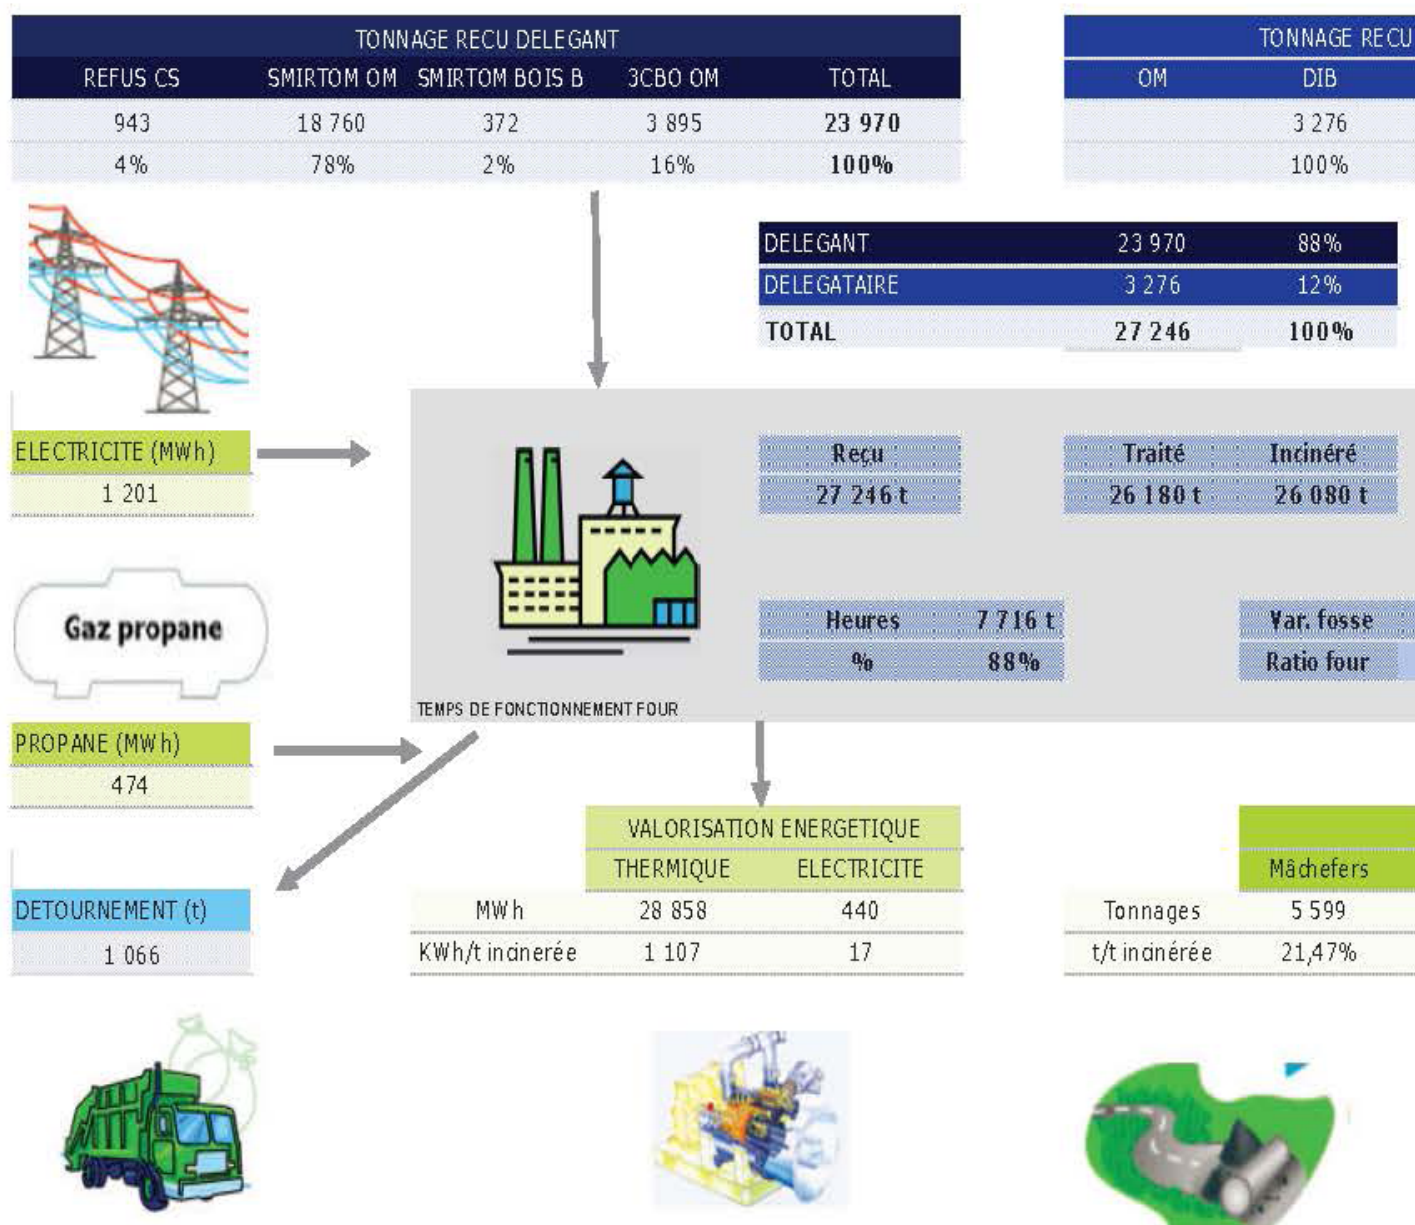 TONNAGE RECU DELEGANT
REFUS CS SMIRTOM OM SMIRTOM BOIS B 3CBO OM TOTAL
943 18 760 372 3 895 23 970
4% 78% 2% 16% 100%
TONNAGE RECU
OM DIB
3 276
100%
DELEGANT 23 970 88%
DELEGATAIRE 3 276 12%
TOTAL 27 246 100%
ELECTRICITE (MWh)
1 201
Reçu Traité Incinéré
27 246 t 26 180 t 26 080 t
Gaz propane
Heures 7 716 t Var. fosse
% 88% Ratio four
TEMPS DE FONCTIONNEMENT FOUR
PROPANE (MWh)
474
VALORISATION ENERGETIQUE
THERMIQUE ELECTRICITE
MWh 28 858 440
KWh/t incinerée 1 107 17
Mâchefers
Tonnages 5 599
t/t incinérée 21,47%
DETOURNEMENT (t)
1 066